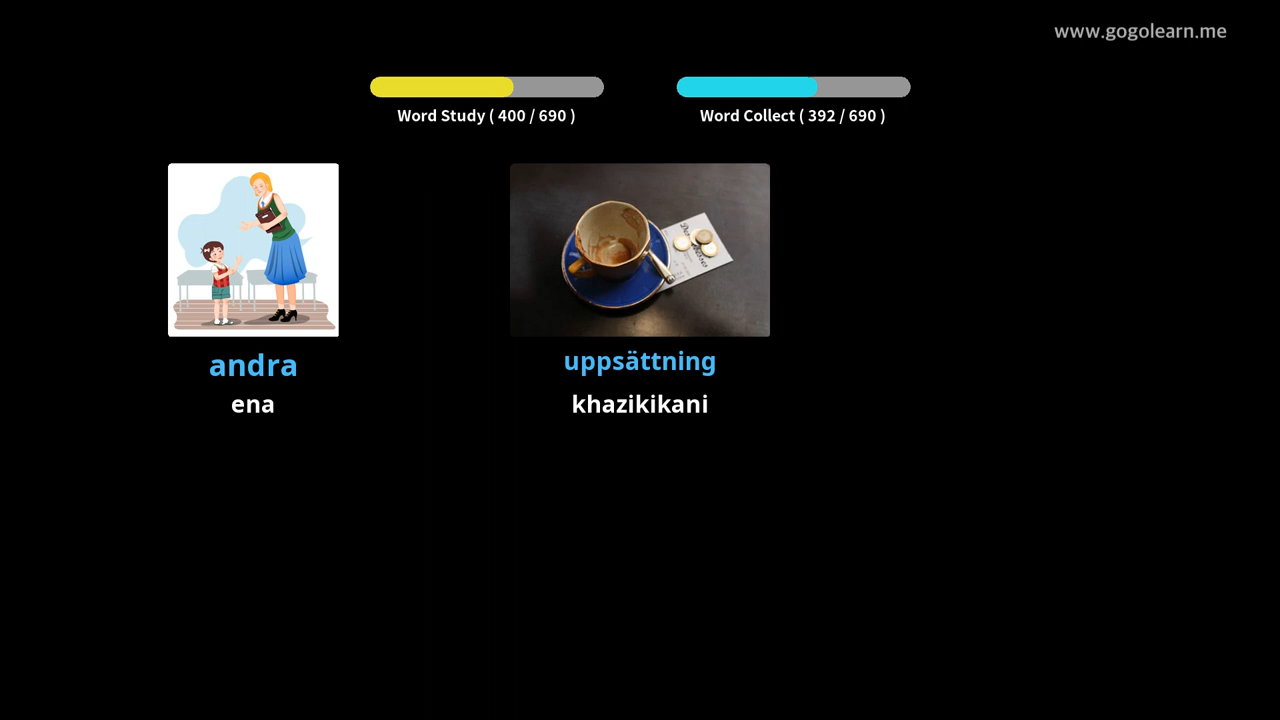 www.gogolearn.me
Word Study ( 400 / 690 )
Word Collect ( 392 / 690 )
andra
uppsättning
ena
khazikikani